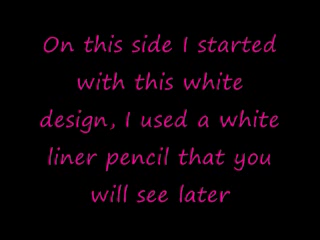 On this side I started
with this white
design, I used a white
liner pencil that you
will see later